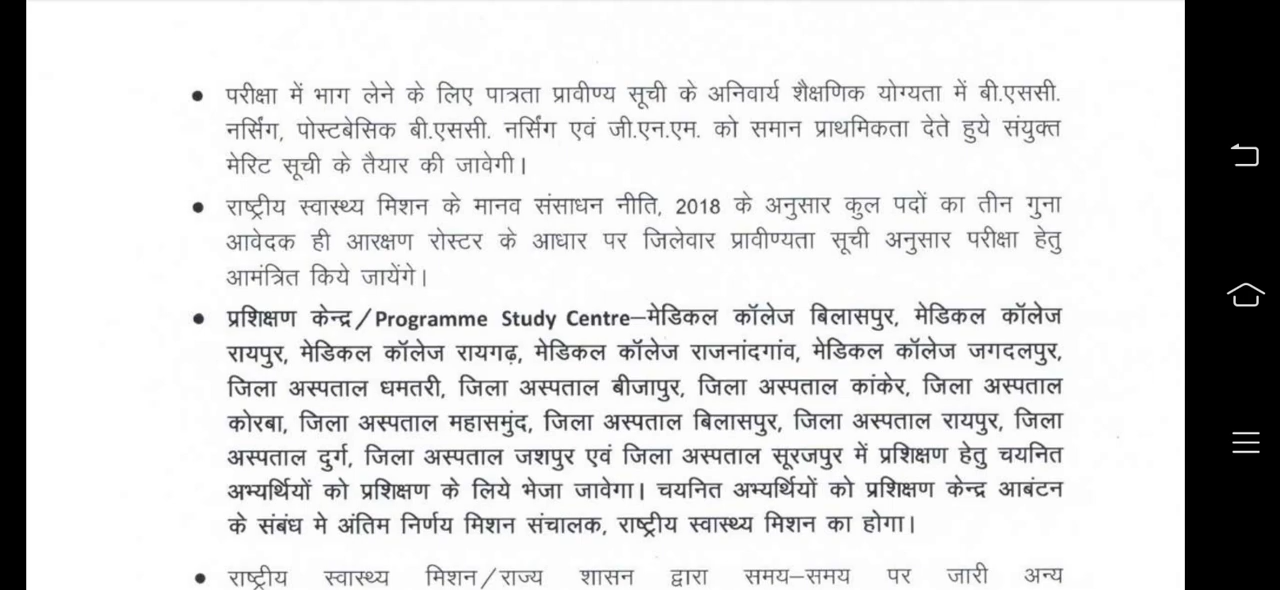 • परीक्षा में भाग लेने के लिए पात्रता प्रावीण्य सूची के अनिवार्य शैक्षणिक योग्यता में बी.एससी.
नर्सिंग, पोस्टबेसिक बी.एससी. नर्सिंग एवं जी.एन.एम. को समान प्राथमिकता देते हुये संयुक्त
मेरिट सूची के तैयार की जावेगी।
• राष्ट्रीय स्वास्थ्य मिशन के मानव संसाधन नीति, 2018 के अनुसार कुल पदों का तीन गुना
आवेदक ही आरक्षण रोस्टर के आधार पर जिलेवार प्रावीण्यता सूची अनुसार परीक्षा हेतु
आमंत्रित किये जायेंगे।
• प्रशिक्षण केन्द्र/Programme Study Centre–मेडिकल कॉलेज बिलासपुर, मेडिकल कॉलेज
रायपुर, मेडिकल कॉलेज रायगढ़, मेडिकल कॉलेज राजनांदगांव, मेडिकल कॉलेज जगदलपुर,
जिला अस्पताल धमतरी, जिला अस्पताल बीजापुर, जिला अस्पताल कांकेर, जिला अस्पताल
कोरबा, जिला अस्पताल महासमुंद, जिला अस्पताल बिलासपुर, जिला अस्पताल रायपुर, जिला
अस्पताल दुर्ग, जिला अस्पताल जशपुर एवं जिला अस्पताल सूरजपुर में प्रशिक्षण हेतु चयनित
अभ्यर्थियों को प्रशिक्षण के लिये भेजा जावेगा। चयनित अभ्यर्थियों को प्रशिक्षण केन्द्र आबंटन
के संबंध मे अंतिम निर्णय मिशन संचालक, राष्ट्रीय स्वास्थ्य मिशन का होगा।
• राष्ट्रीय स्वास्थ्य मिशन/राज्य शासन द्वारा समय–समय पर जारी अन्य